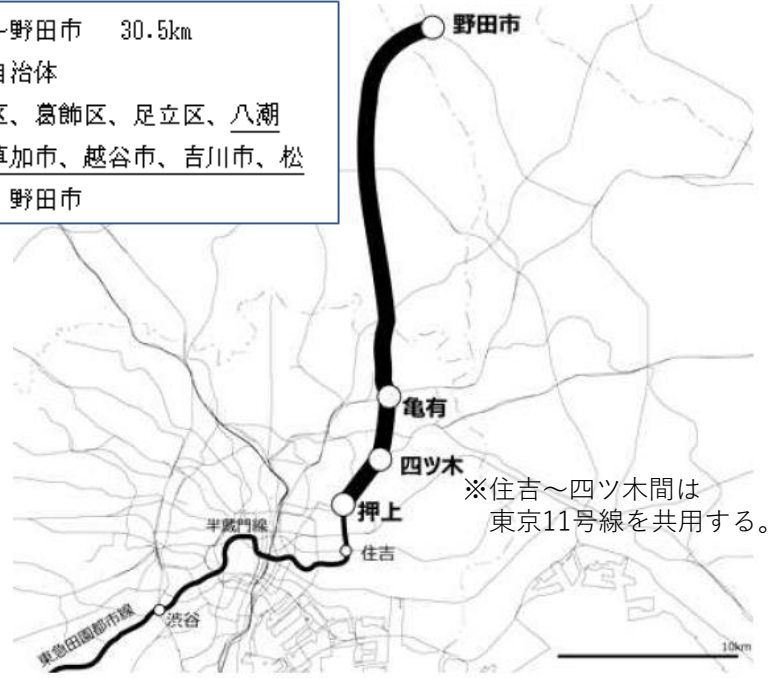 ~野田市 30.5km
自治体
区、葛飾区、足立区、八潮
草加市、越谷市、吉川市、松
野田市
野田市
亀有
四ツ木
※住吉～四ツ木間は
東京11号線を共用する。
押上
半蔵門線
住吉
渋谷
東急田園都市線
10km